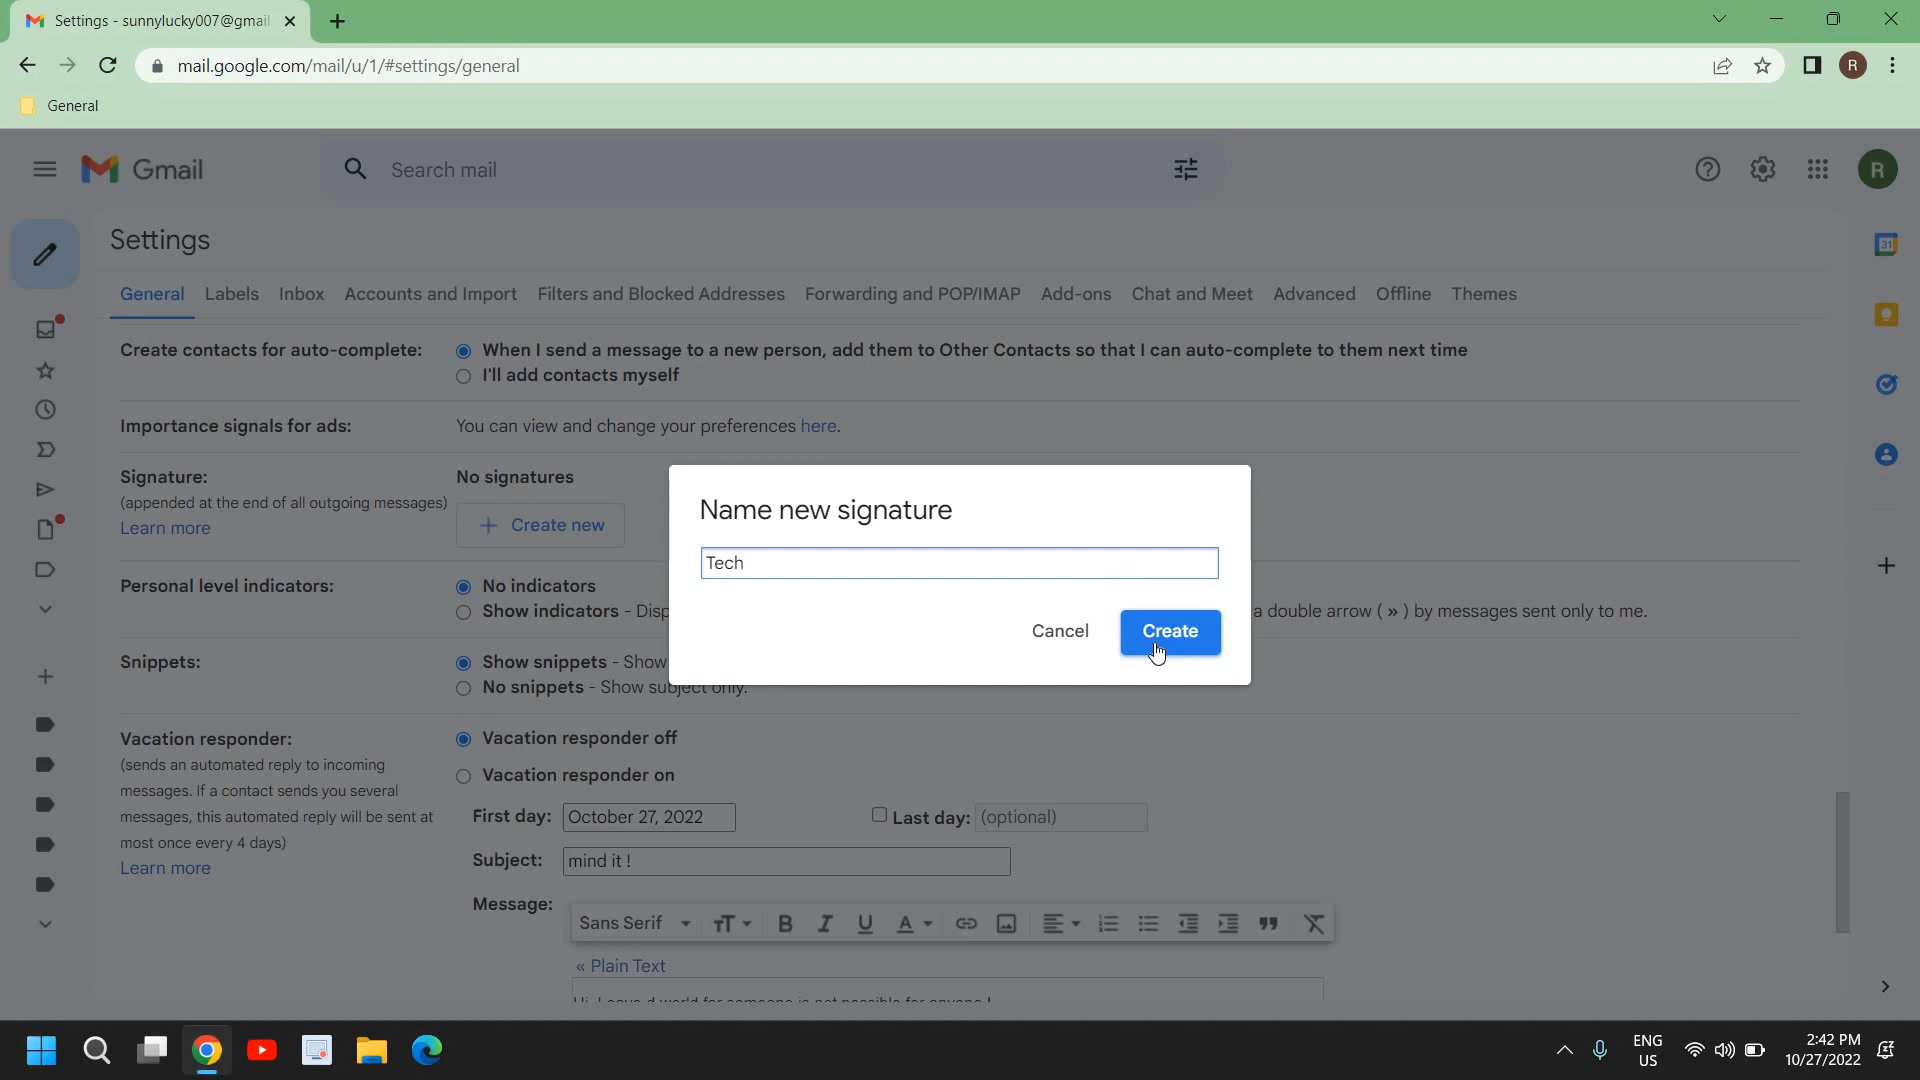 Settings - sunnylucky007@gmail
mail.google.com/mail/u/1/#settings/general
R
General
Gmail
Search mail
R
Settings
31
General Labels Inbox Accounts and Import Filters and Blocked Addresses Forwarding and POP/IMAP Add-ons Chat and Meet Advanced Offline Themes
Create contacts for auto-complete: When I send a message to a new person, add them to Other Contacts so that I can auto-complete to them next time
I'll add contacts myself
Importance signals for ads: You can view and change your preferences here.
Signature: No signatures
(appended at the end of all outgoing messages)
Learn more
Create new
Name new signature
Tech
Cancel Create
Personal level indicators: No indicators
Show indicators - Disp a double arrow ( » ) by messages sent only to me.
Snippets: Show snippets - Show
No snippets - Show subject only.
Vacation responder: Vacation responder off
(sends an automated reply to incoming
messages. If a contact sends you several
messages, this automated reply will be sent at
most once every 4 days)
Learn more
Vacation responder on
First day: October 27, 2022 Last day: (optional)
Subject: mind it !
Message:
Sans Serif
« Plain Text
ENG
US
2:42 PM
10/27/2022